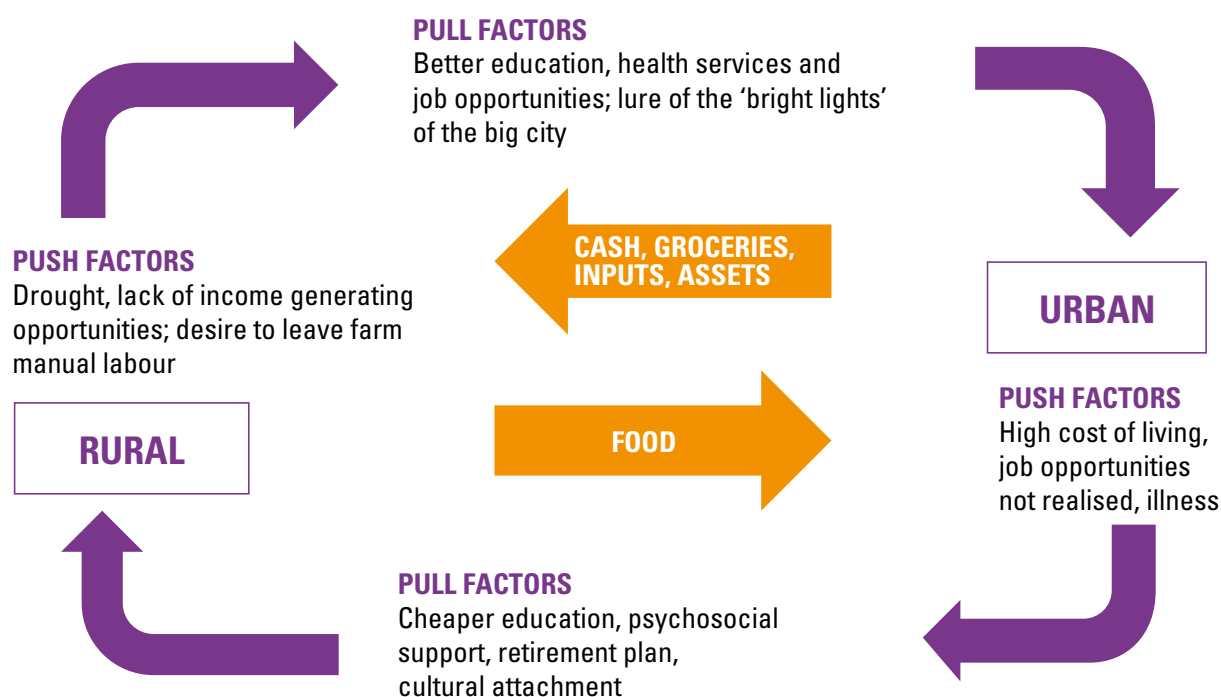 PULL FACTORS
Better education, health services and
job opportunities; lure of the ‘bright lights’
of the big city
PUSH FACTORS
Drought, lack of income generating
opportunities; desire to leave farm
manual labour
RURAL
CASH, GROCERIES,
INPUTS, ASSETS
FOOD
URBAN
PUSH FACTORS
High cost of living,
job opportunities
not realised, illness
PULL FACTORS
Cheaper education, psychosocial
support, retirement plan,
cultural attachment